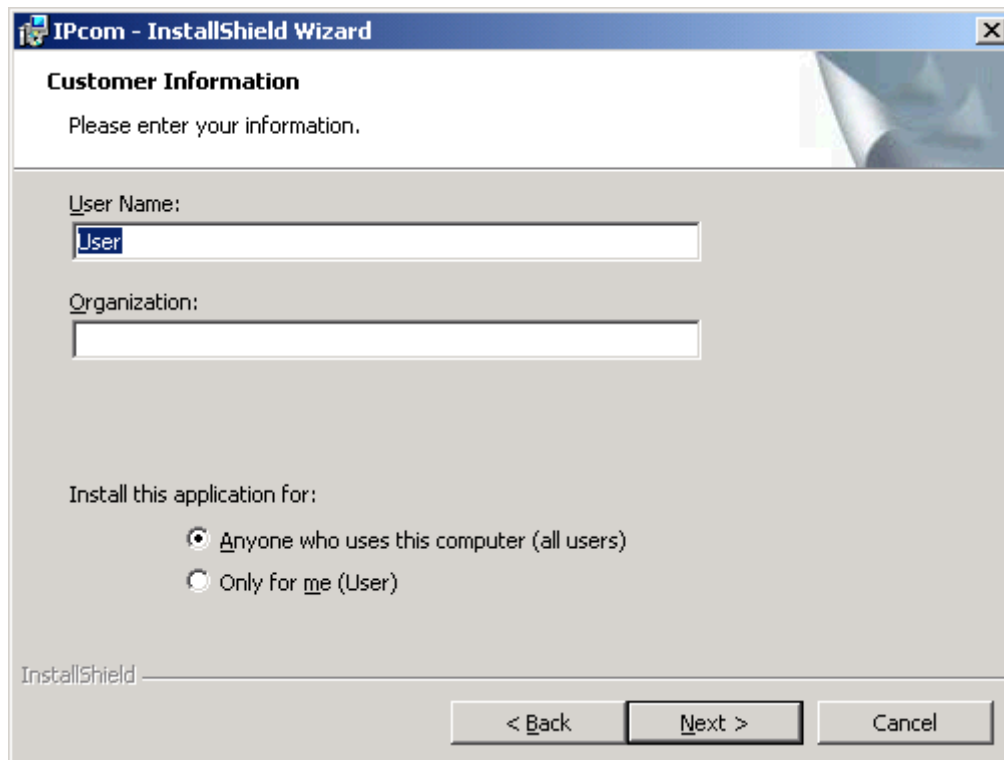 IPcom - InstallShield Wizard
Customer Information
Please enter your information.
User Name:
User
Organization:
Install this application for:
Anyone who uses this computer (all users)
Only for me (User)
InstallShield
< Back Next > Cancel